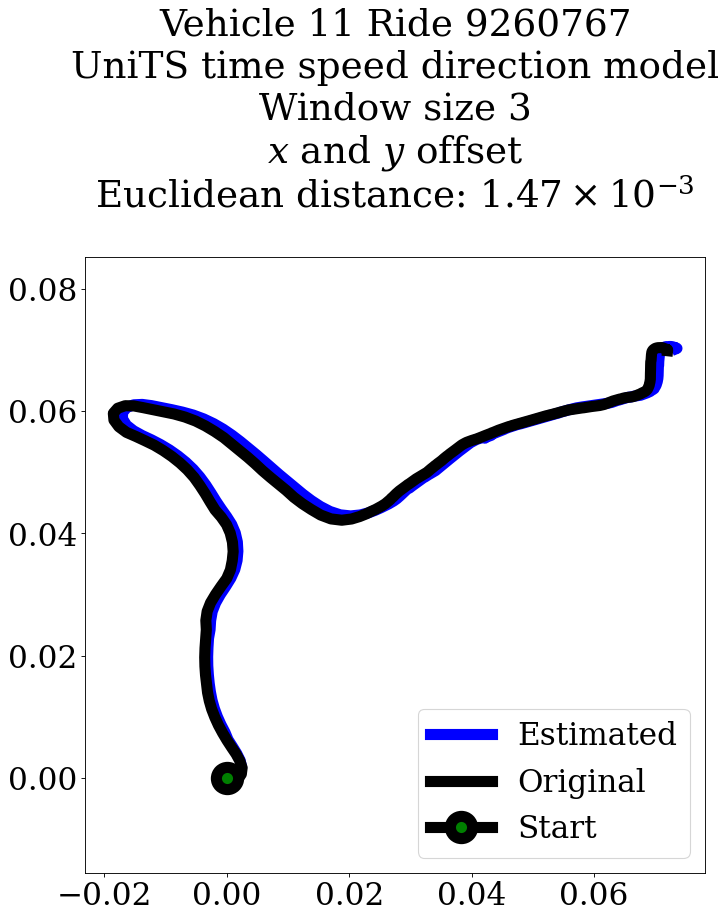 Vehicle 11 Ride 9260767
UniTS time speed direction model
Window size 3
x and y offset
Euclidean distance: 1.47 × 10⁻³
0.08
0.06
0.04
0.02
0.00
Estimated
Original
Start
−0.02 0.00 0.02 0.04 0.06